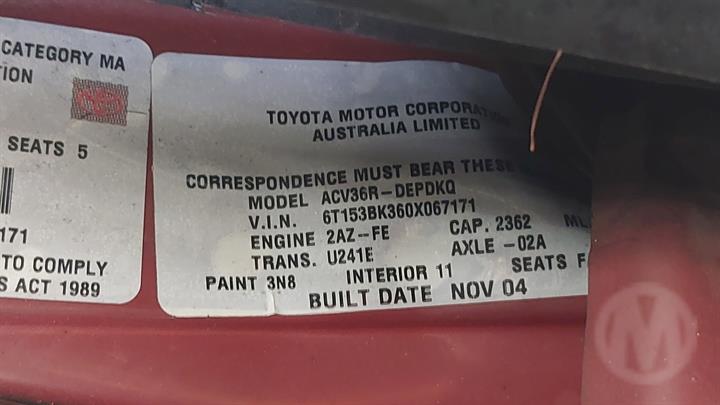 CATEGORY MA
TION
SEATS 5
171
TO COMPLY
S ACT 1989
TOYOTA MOTOR CORPORATION
AUSTRALIA LIMITED
CORRESPONDENCE MUST BEAR THESE
MODEL ACV36R-DEPDKQ
V.I.N. 6T153BK360X067171
ENGINE 2AZ-FE CAP. 2362 ML
TRANS. U241E AXLE -02A
PAINT 3N8 INTERIOR 11 SEATS F
BUILT DATE NOV 04
M